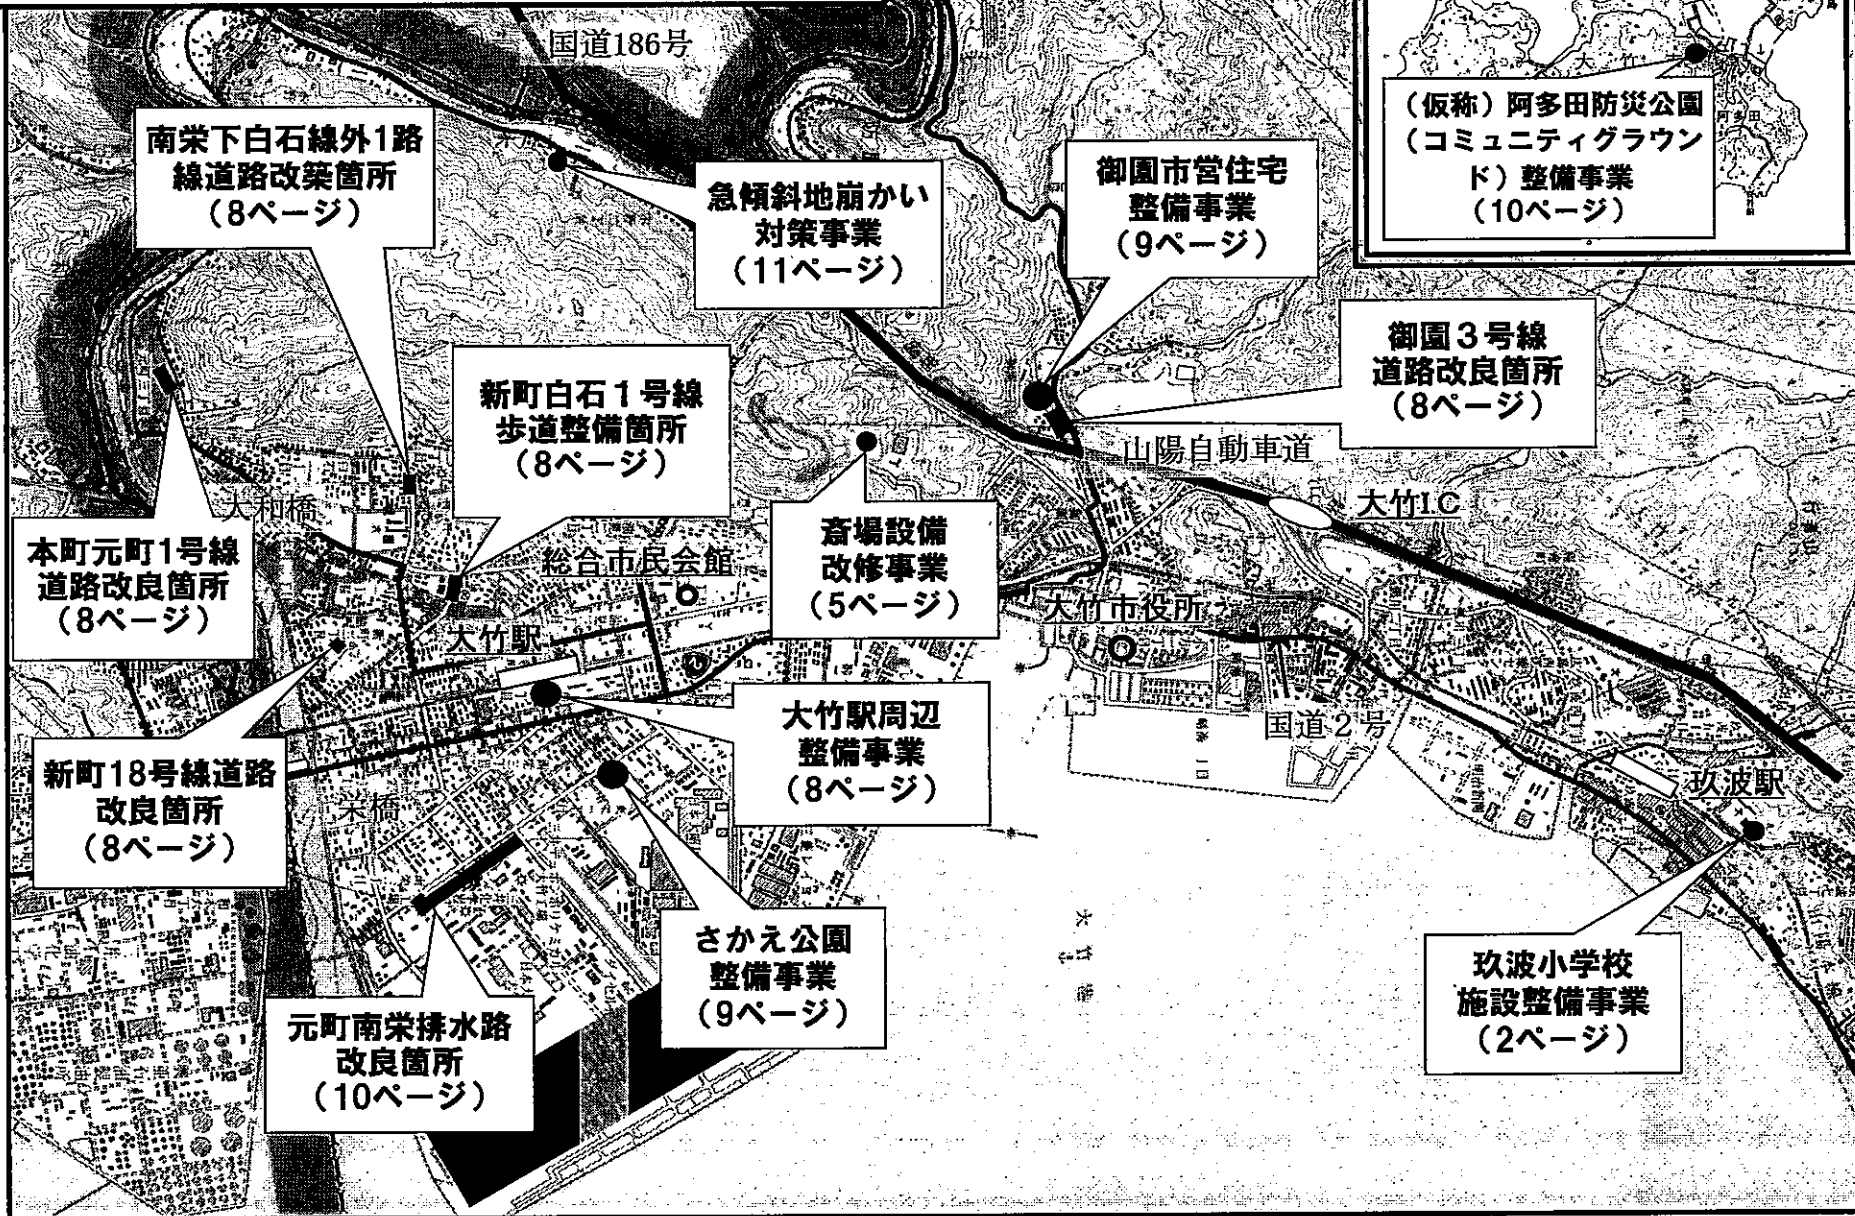 国道186号
南栄下白石線外1路
線道路改築箇所
（8ページ）
急傾斜地崩かい
対策事業
（11ページ）
御園市営住宅
整備事業
（9ページ）
大竹
阿多田
（仮称）阿多田防災公園
（コミュニティグラウン
ド）整備事業
（10ページ）
御園３号線
道路改良箇所
（8ページ）
新町白石１号線
歩道整備箇所
（8ページ）
山陽自動車道
大竹I.C
大和橋
本町元町1号線
道路改良箇所
（8ページ）
総合市民会館
斎場設備
改修事業
（5ページ）
大竹市役所
大竹駅
大竹駅周辺
整備事業
（8ページ）
国道２号
新町18号線道路
改良箇所
（8ページ）
栄橋
玖波駅
さかえ公園
整備事業
（9ページ）
大竹港
玖波小学校
施設整備事業
（2ページ）
元町南栄排水路
改良箇所
（10ページ）